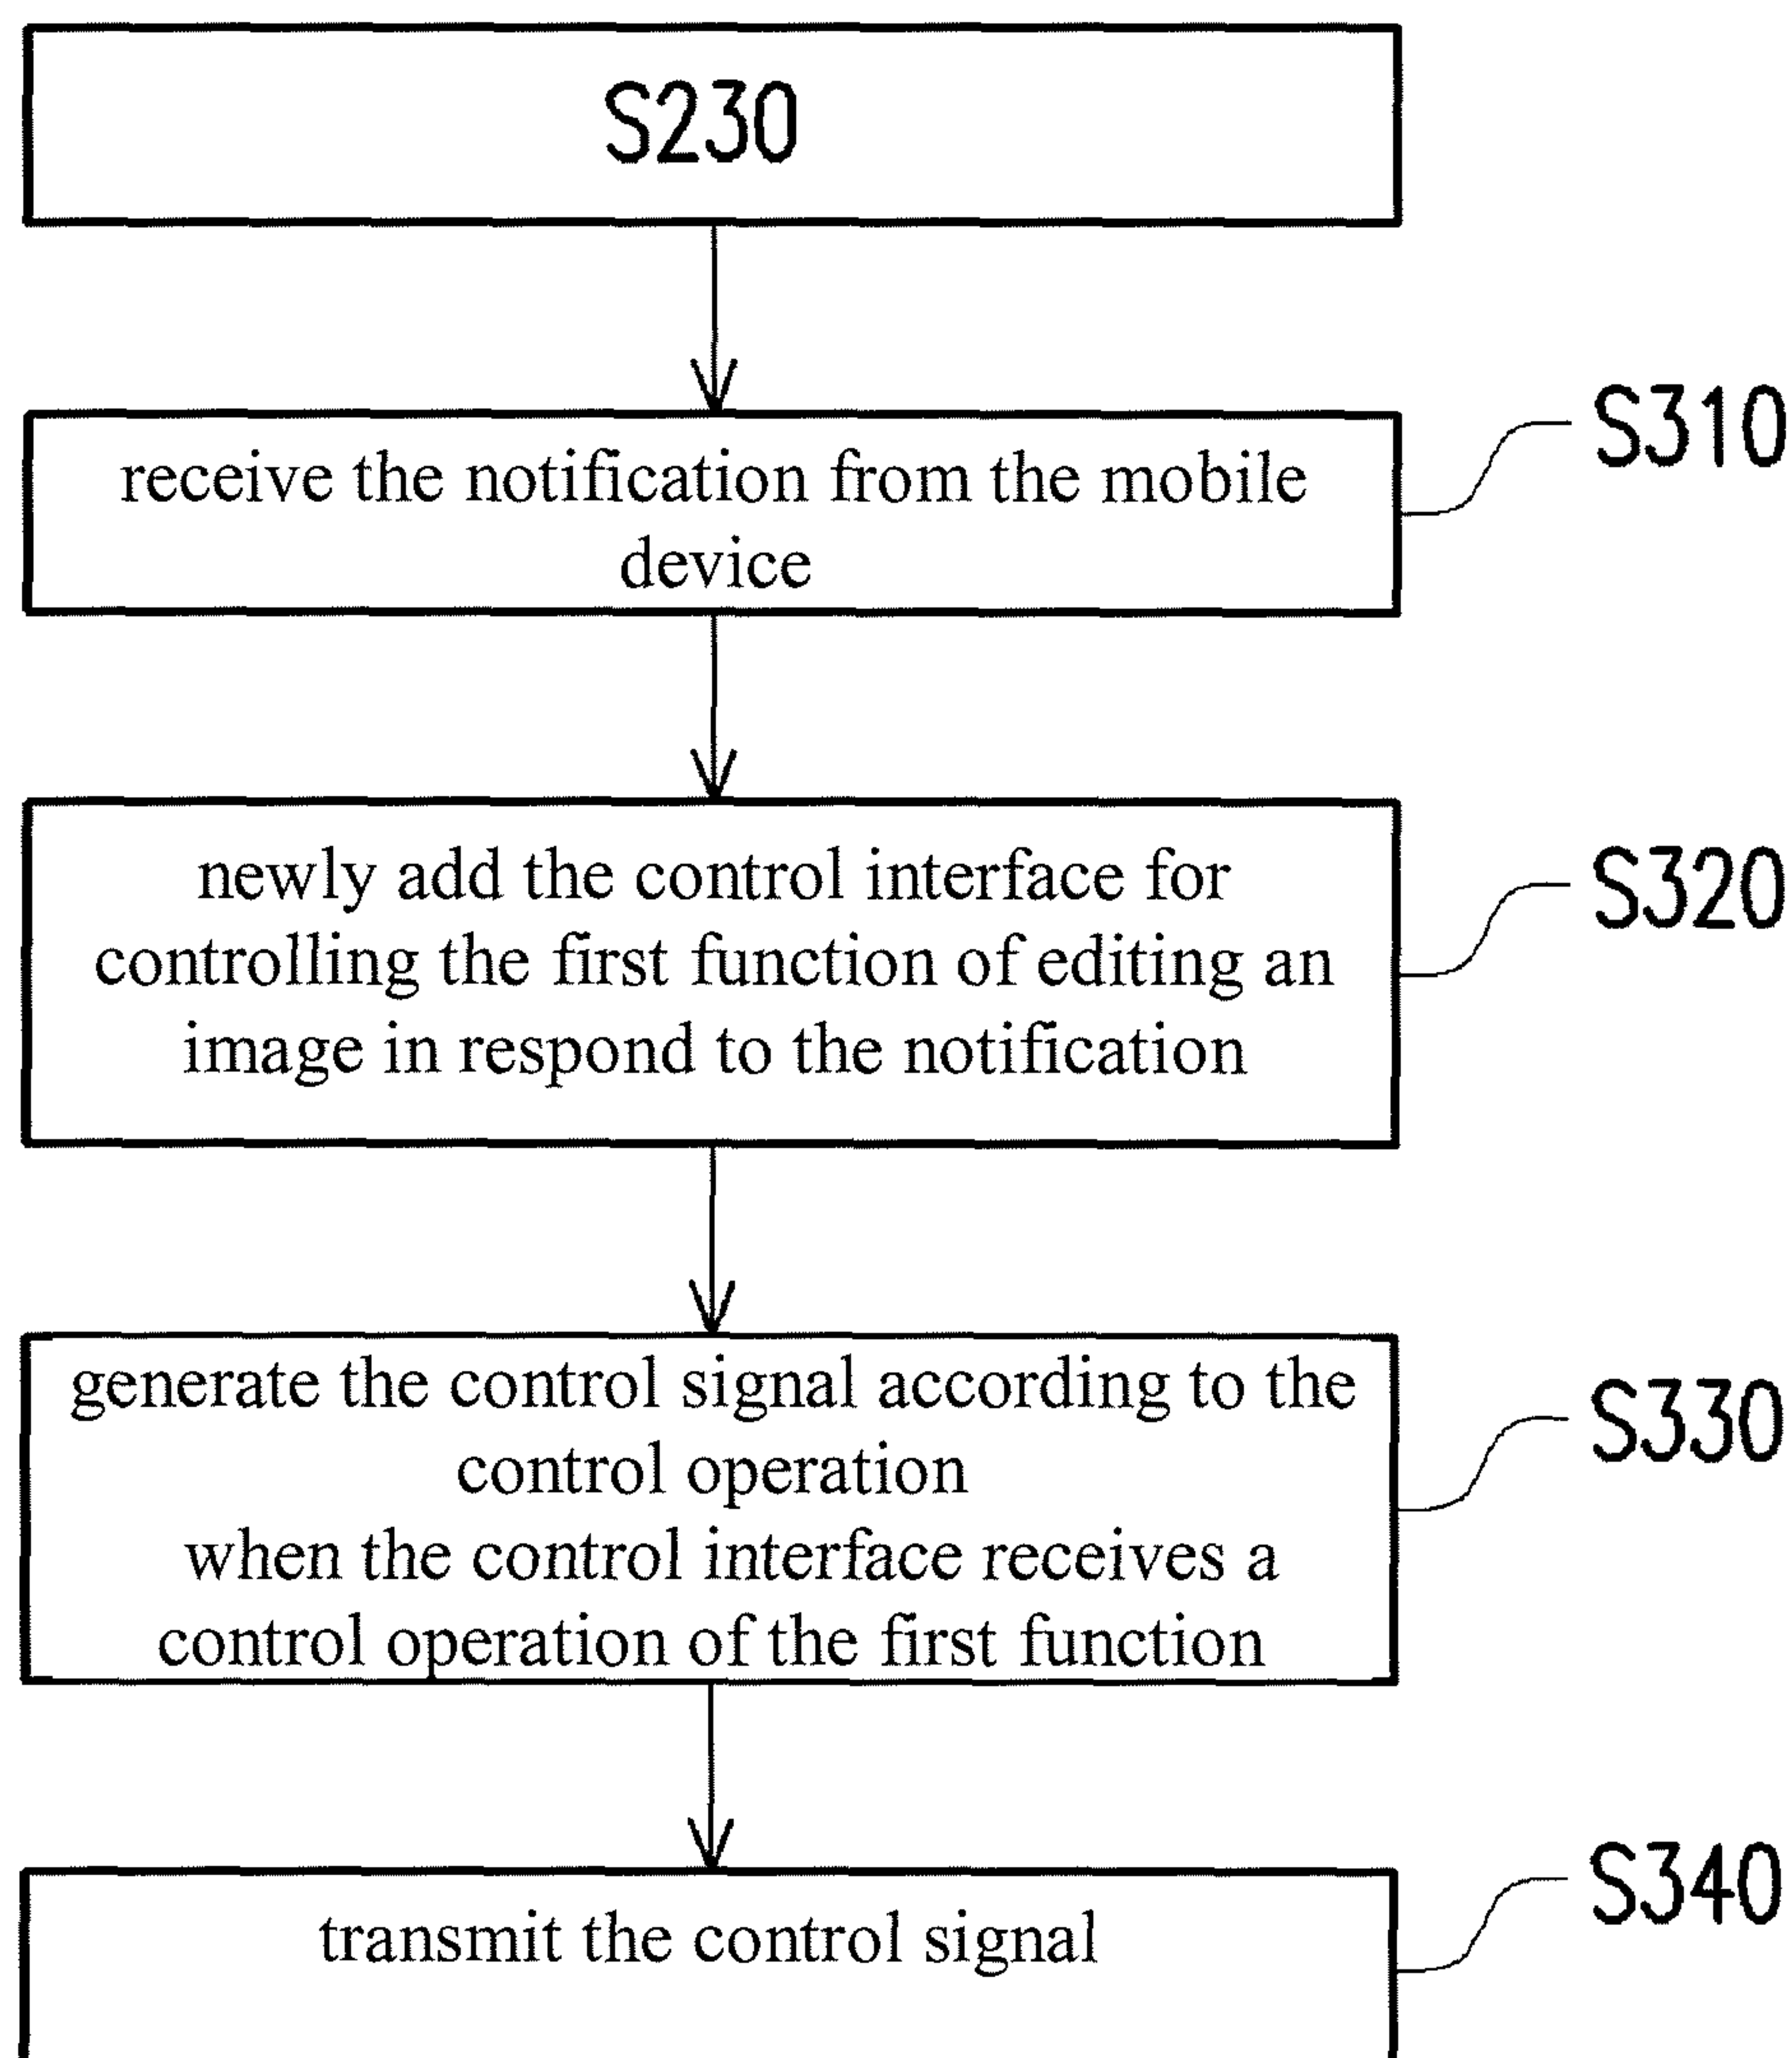 S230
receive the notification from the mobile
device
S310
newly add the control interface for
controlling the first function of editing an
image in respond to the notification
S320
generate the control signal according to the
control operation
when the control interface receives a
control operation of the first function
S330
transmit the control signal
S340